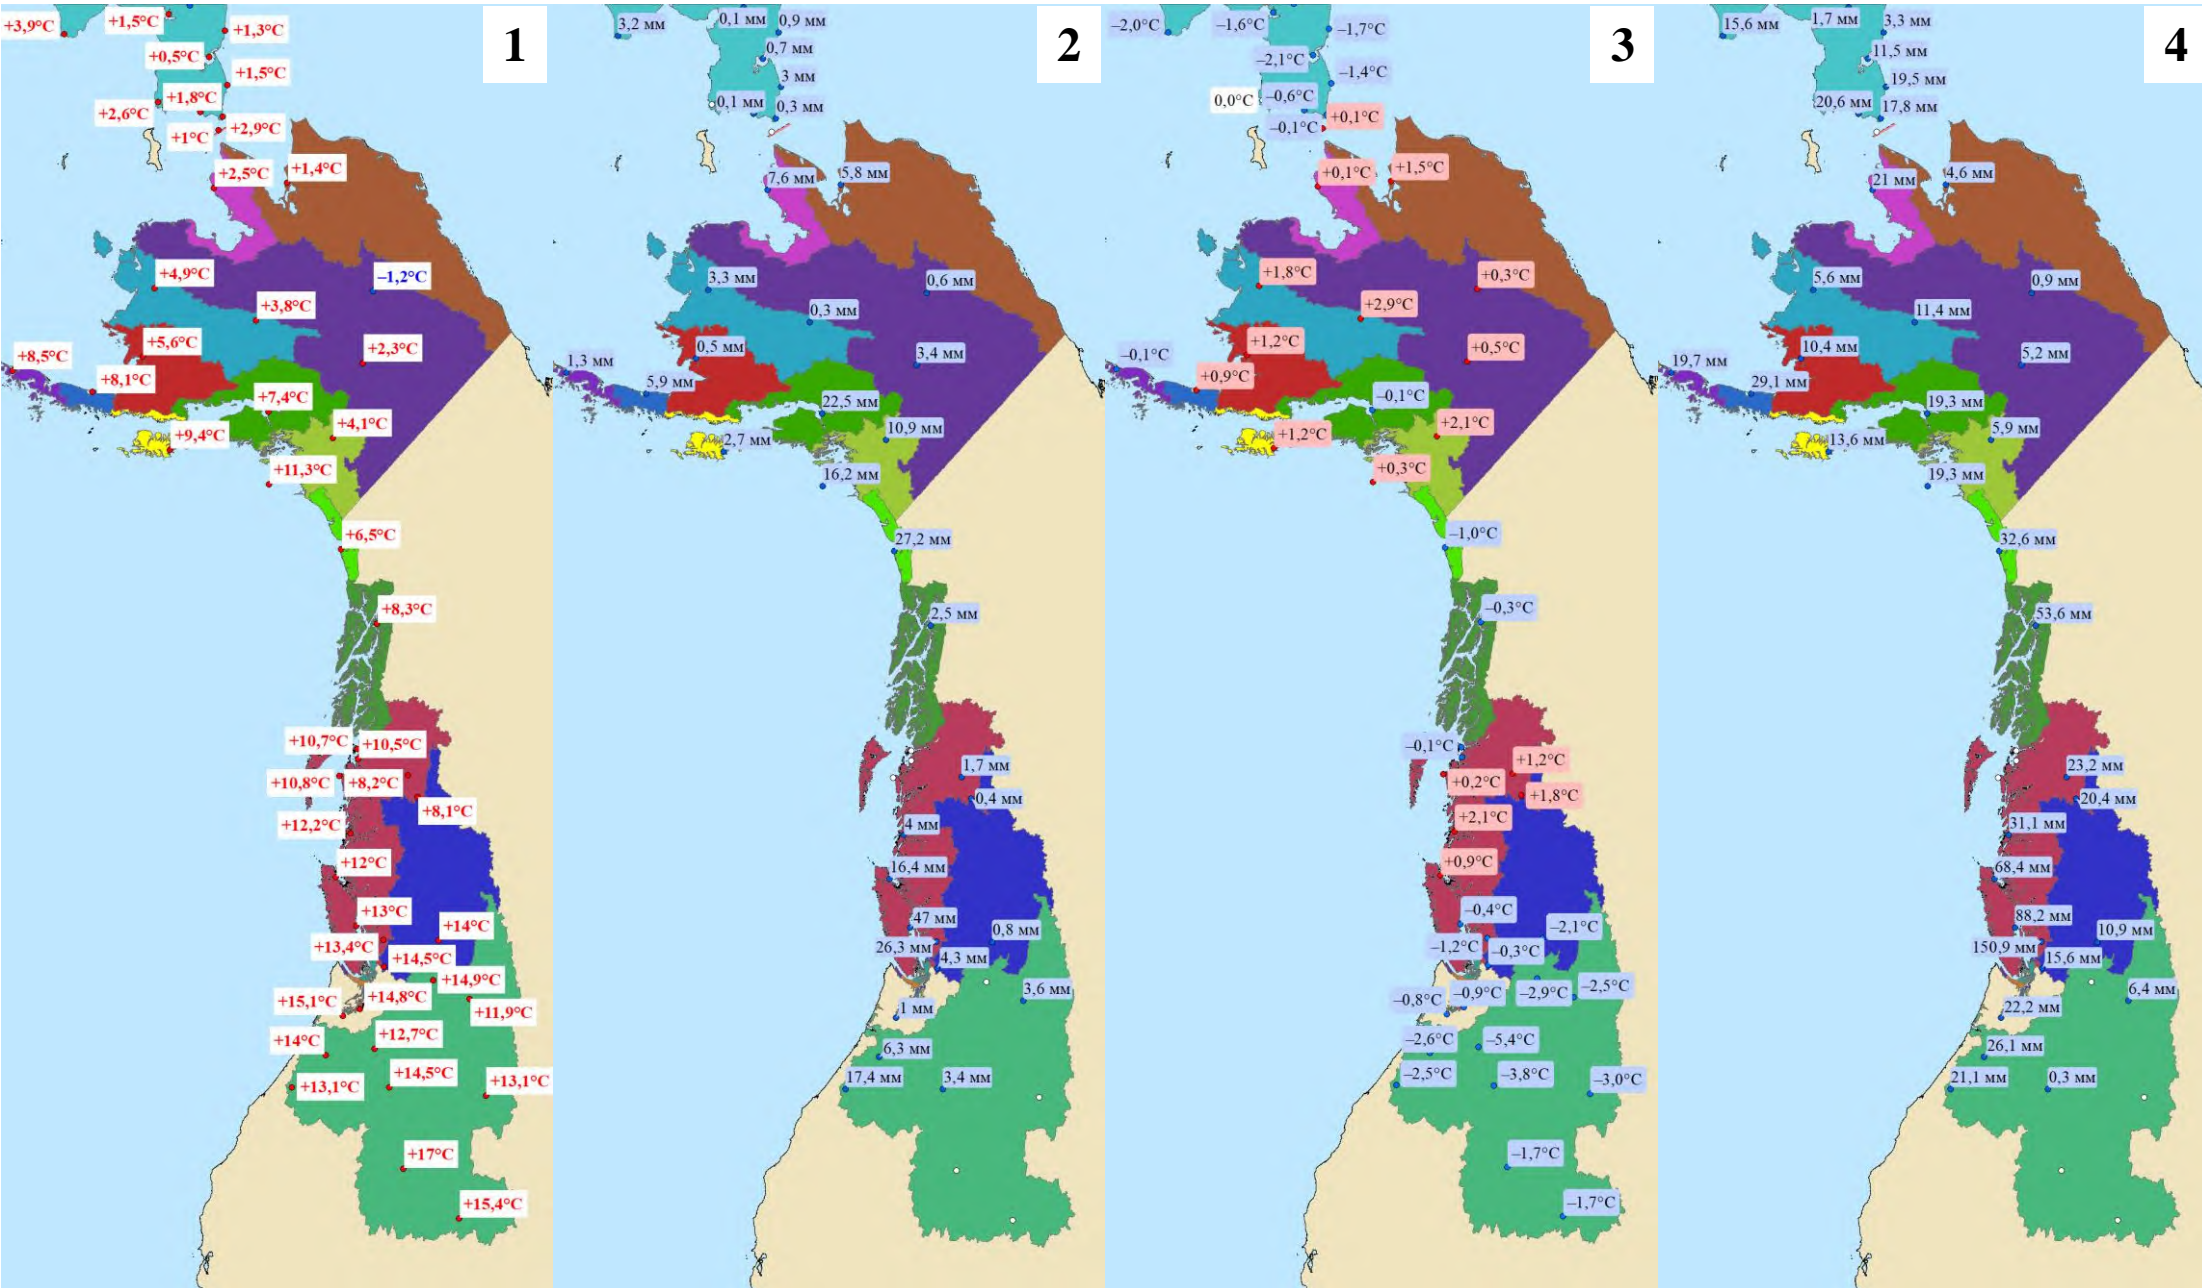 1
+3,9°C
+1,5°C
+1,3°C
+0,5°C
+1,5°C
+1,8°C
+2,6°C
+2,9°C
+1°C
+2,5°C
+1,4°C
+4,9°C
–1,2°C
+3,8°C
+5,6°C
+2,3°C
+8,5°C
+8,1°C
+7,4°C
+4,1°C
+9,4°C
+11,3°C
+6,5°C
+8,3°C
+10,7°C
+10,5°C
+10,8°C
+8,2°C
+8,1°C
+12,2°C
+12°C
+13°C
+14°C
+13,4°C
+14,5°C
+14,9°C
+15,1°C
+14,8°C
+11,9°C
+14°C
+12,7°C
+13,1°C
+14,5°C
+13,1°C
+17°C
+15,4°C
2
3,2 мм
0,1 мм
0,9 мм
0,7 мм
3 мм
0,1 мм
0,3 мм
7,6 мм
5,8 мм
3,3 мм
0,6 мм
0,3 мм
0,5 мм
3,4 мм
1,3 мм
5,9 мм
22,5 мм
10,9 мм
2,7 мм
16,2 мм
27,2 мм
2,5 мм
1,7 мм
0,4 мм
4 мм
16,4 мм
47 мм
0,8 мм
26,3 мм
4,3 мм
3,6 мм
1 мм
6,3 мм
17,4 мм
3,4 мм
3
–2,0°C
–1,6°C
–1,7°C
–2,1°C
–1,4°C
0,0°C
–0,6°C
–0,1°C
+0,1°C
+0,1°C
+1,5°C
+1,8°C
+0,3°C
+2,9°C
+1,2°C
+0,5°C
–0,1°C
+0,9°C
–0,1°C
+2,1°C
+1,2°C
+0,3°C
–1,0°C
–0,3°C
–0,1°C
+1,2°C
+0,2°C
+1,8°C
+2,1°C
+0,9°C
–0,4°C
–2,1°C
–1,2°C
–0,3°C
–2,5°C
–0,8°C
–0,9°C
–2,9°C
–2,6°C
–5,4°C
–2,5°C
–3,8°C
–3,0°C
–1,7°C
–1,7°C
4
15,6 мм
1,7 мм
3,3 мм
11,5 мм
19,5 мм
20,6 мм
17,8 мм
21 мм
4,6 мм
5,6 мм
0,9 мм
11,4 мм
10,4 мм
5,2 мм
19,7 мм
29,1 мм
19,3 мм
5,9 мм
13,6 мм
19,3 мм
32,6 мм
53,6 мм
23,2 мм
20,4 мм
31,1 мм
68,4 мм
88,2 мм
10,9 мм
150,9 мм
15,6 мм
6,4 мм
22,2 мм
26,1 мм
21,1 мм
0,3 мм